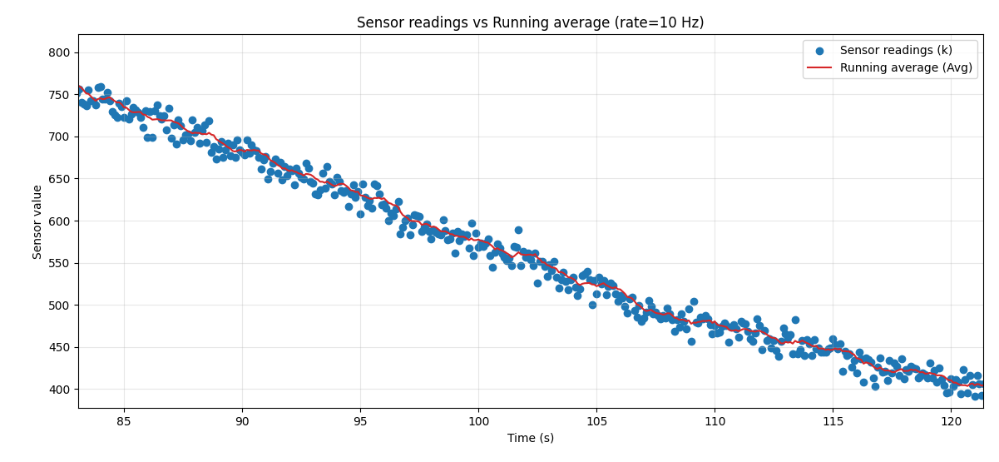 Sensor readings vs Running average (rate=10 Hz)
Sensor readings (k)
Running average (Avg)
Sensor value
800
750
700
650
600
550
500
450
400
85 90 95 100 105 110 115 120
Time (s)